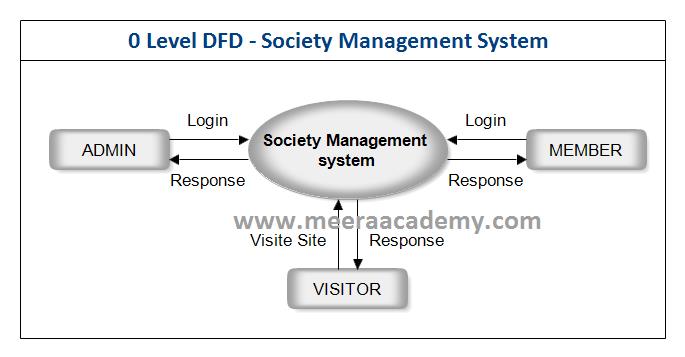 0 Level DFD - Society Management System
Login
Login
ADMIN
Society Management
system
MEMBER
Response
Response
www.meeraacademy.com
Visite Site
Response
VISITOR